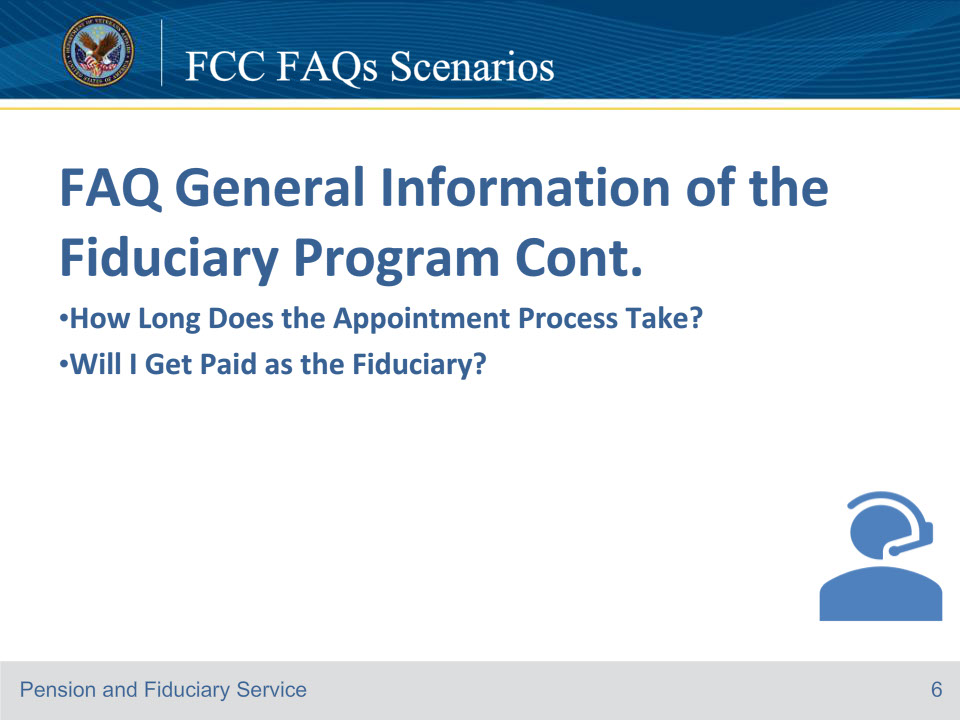 FCC FAQs Scenarios
FAQ General Information of the
Fiduciary Program Cont.
•How Long Does the Appointment Process Take?
•Will I Get Paid as the Fiduciary?
Pension and Fiduciary Service
6